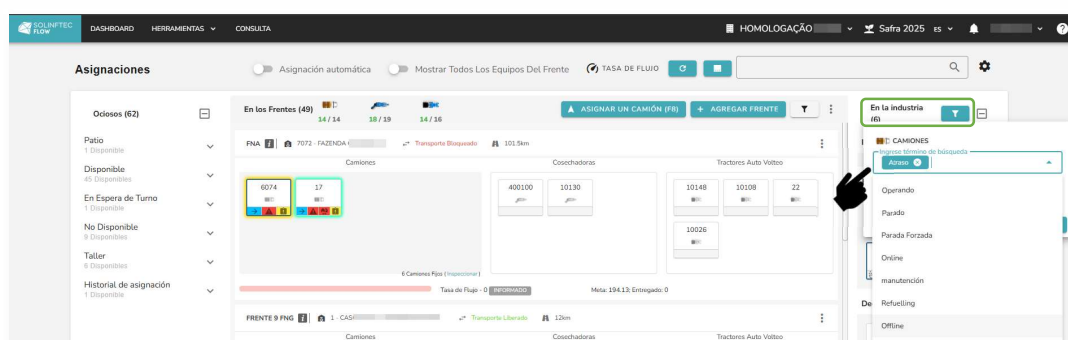 SOLINFTEC
FLOW
DASHBOARD
HERRAMIENTAS
CONSULTA
HOMOLOGAÇÃO
Safra 2025
ES
Asignaciones
Asignación automática
Mostrar Todos Los Equipos Del Frente
TASA DE FLUJO
Ociosos (62)
Patio
1 Disponible
Disponible
45 Disponibles
En Espera de Turno
1 Disponible
No Disponible
9 Disponibles
Taller
6 Disponibles
Historial de asignación
1 Disponible
En los Frentes (49)
14 / 14
18 / 19
14 / 16
ASIGNAR UN CAMIÓN (F8)
+ AGREGAR FRENTE
FNA
7072 - FAZENDA
Transporte Bloqueado
101.5km
Camiones
Cosechadoras
Tractores Auto Volteo
6074
17
400100
10130
10148
10108
22
10026
6 Camiones Fijos (Inspeccionar)
Tasa de Flujo - 0 INFORMADO
Meta: 194.13; Entregado: 0
FRENTE 9 FNG
1 - CAS
Transporte Liberado
12km
Camiones
Cosechadoras
Tractores Auto Volteo
En la industria
(6)
CAMIONES
Ingrese término de búsqueda
Atraso
Operando
Parado
Parada Forzada
Online
manutención
Refuelling
Offline
De